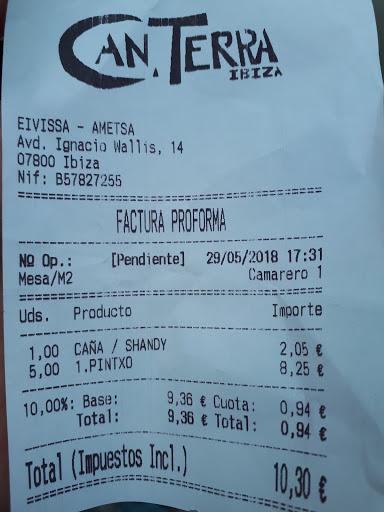 CAN.TERRA
IBIZA
EIVISSA - AMETSA
Avd. Ignacio Wallis, 14
07800 Ibiza
Nif: B57827255
FACTURA PROFORMA
Nº Op.: [Pendiente] 29/05/2018 17:31
Mesa/M2 Camarero 1
Uds. Producto Importe
1,00 CAÑA / SHANDY 2,05 €
5,00 1.PINTXO 8,25 €
10,00%: Base: 9,36 € Cuota: 0,94 €
Total: 9,36 € Total: 0,94 €
Total (Impuestos Incl.) 10,30 €